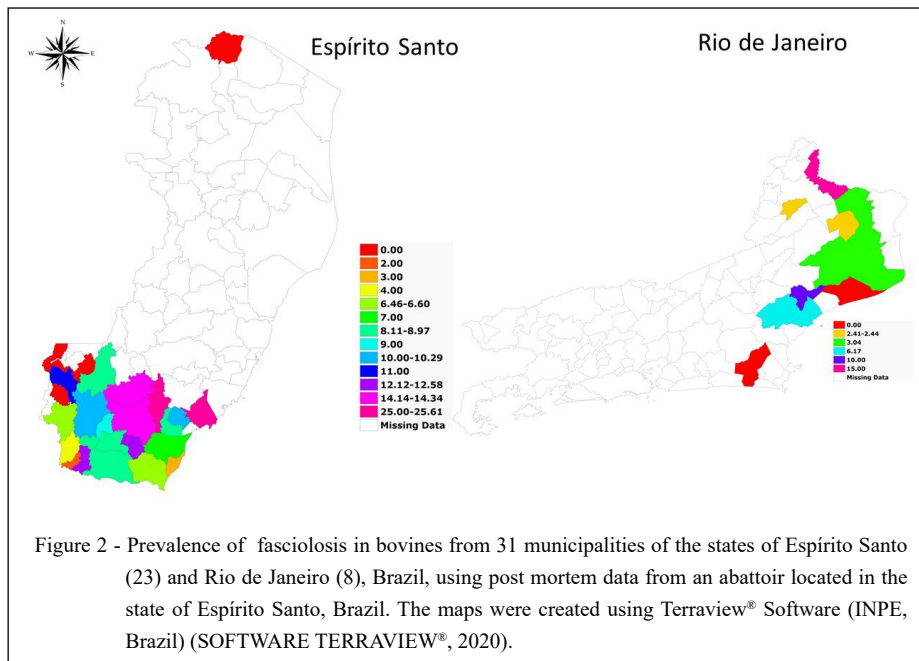 N
W E
S
Espírito Santo
Rio de Janeiro
0.00
2.00
3.00
4.00
6.46-6.60
7.00
8.11-8.97
9.00
10.00-10.29
11.00
12.12-12.58
14.14-14.34
25.00-25.61
Missing Data
0.00
2.41-2.44
3.04
6.17
10.00
15.00
Missing Data
Figure 2 - Prevalence of fasciolosis in bovines from 31 municipalities of the states of Espírito Santo
(23) and Rio de Janeiro (8), Brazil, using post mortem data from an abattoir located in the
state of Espírito Santo, Brazil. The maps were created using Terraview® Software (INPE,
Brazil) (SOFTWARE TERRAVIEW®, 2020).